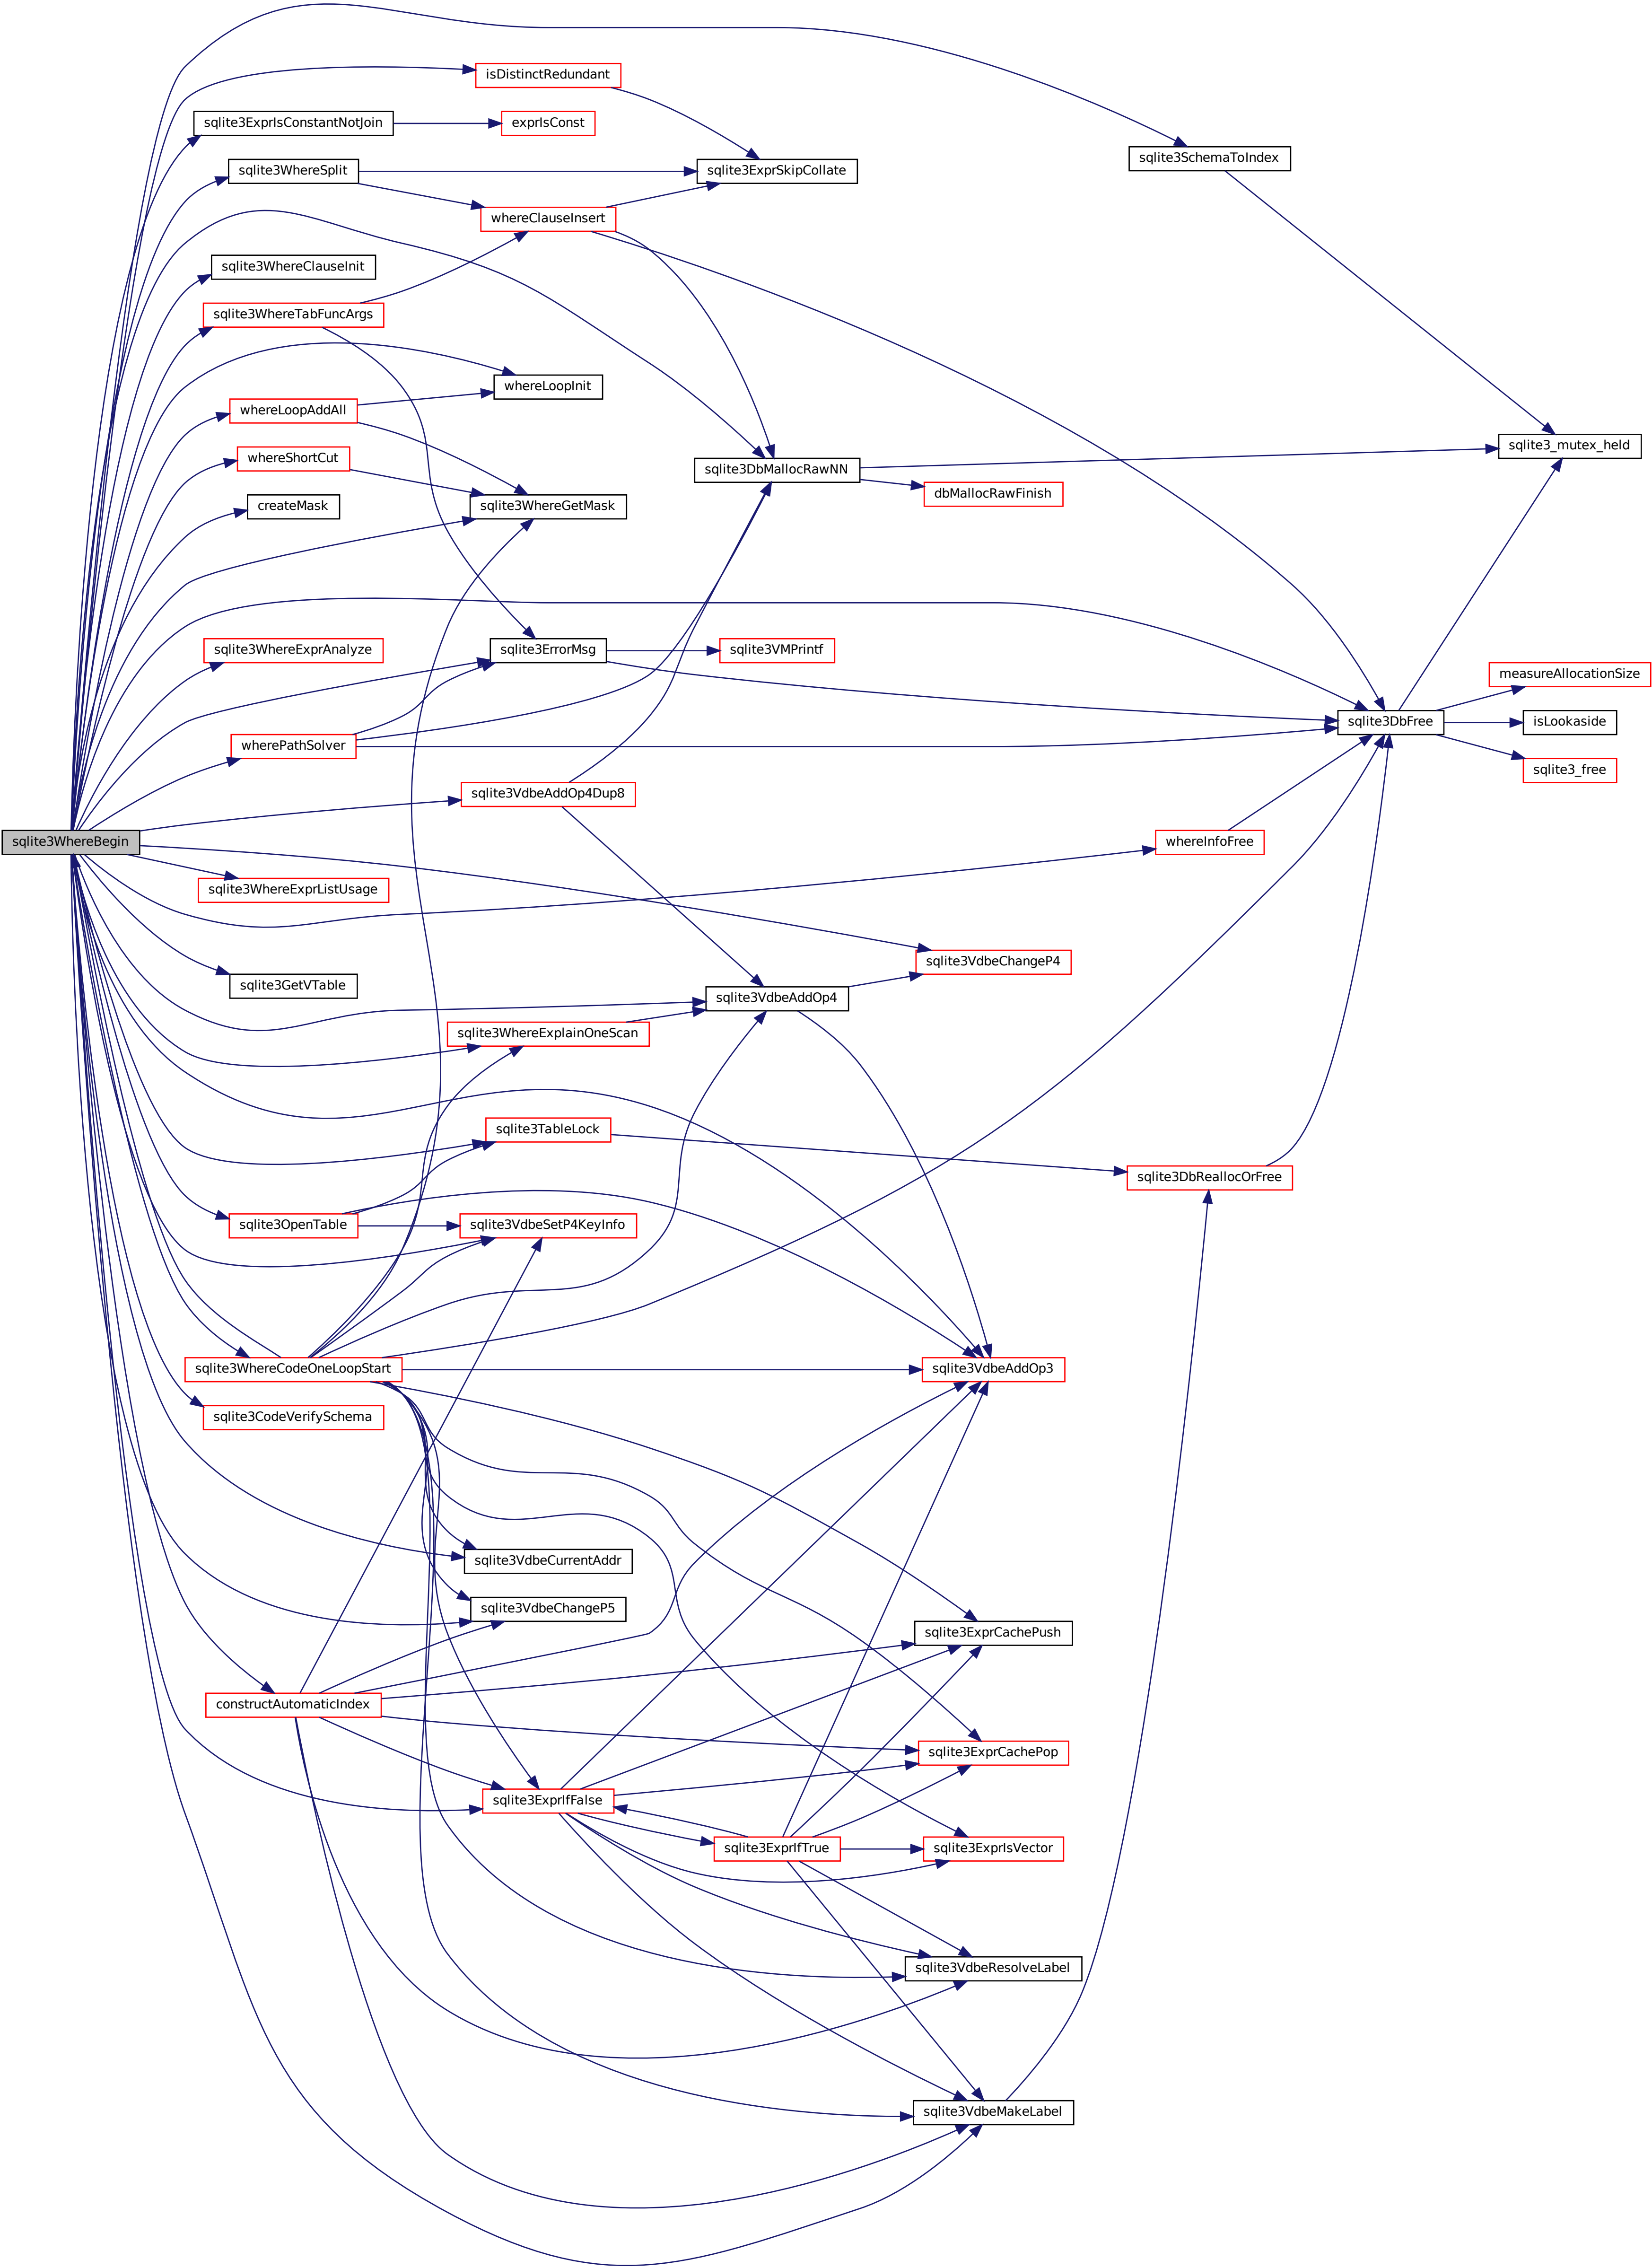 isDistinctRedundant
sqlite3ExprIsConstantNotJoin
exprIsConst
sqlite3SchemaToIndex
sqlite3WhereSplit
sqlite3ExprSkipCollate
whereClauseInsert
sqlite3WhereClauseInit
sqlite3WhereTabFuncArgs
whereLoopInit
whereLoopAddAll
sqlite3_mutex_held
whereShortCut
sqlite3DbMallocRawNN
dbMallocRawFinish
createMask
sqlite3WhereGetMask
sqlite3WhereExprAnalyze
sqlite3ErrorMsg
sqlite3VMPrintf
measureAllocationSize
sqlite3DbFree
isLookaside
wherePathSolver
sqlite3_free
sqlite3VdbeAddOp4Dup8
sqlite3WhereBegin
whereInfoFree
sqlite3WhereExprListUsage
sqlite3VdbeChangeP4
sqlite3GetVTable
sqlite3VdbeAddOp4
sqlite3WhereExplainOneScan
sqlite3TableLock
sqlite3DbReallocOrFree
sqlite3OpenTable
sqlite3VdbeSetP4KeyInfo
sqlite3WhereCodeOneLoopStart
sqlite3VdbeAddOp3
sqlite3CodeVerifySchema
sqlite3VdbeCurrentAddr
sqlite3VdbeChangeP5
sqlite3ExprCachePush
constructAutomaticIndex
sqlite3ExprCachePop
sqlite3ExprIfFalse
sqlite3ExprIfTrue
sqlite3ExprIsVector
sqlite3VdbeResolveLabel
sqlite3VdbeMakeLabel